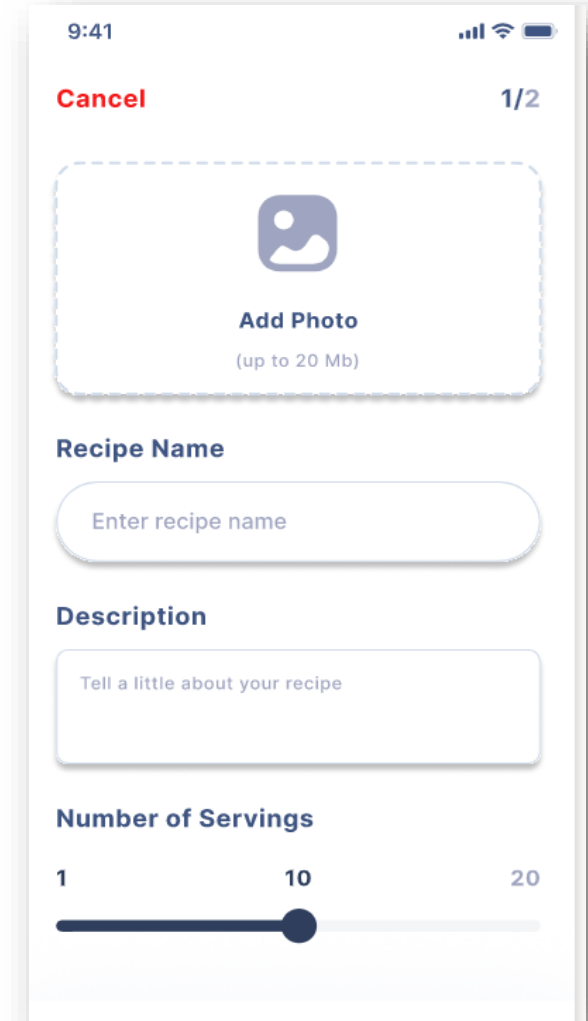 9:41
Cancel 1/2
Add Photo
(up to 20 Mb)
Recipe Name
Enter recipe name
Description
Tell a little about your recipe
Number of Servings
1 10 20